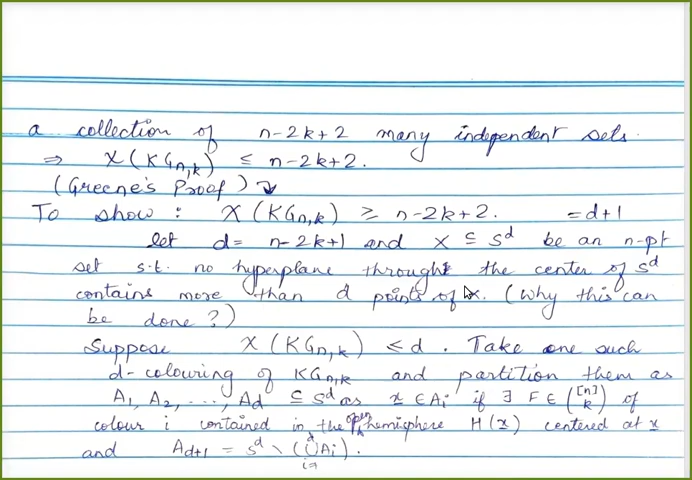 a collection of n-2k+2 many independent sets.
⇒ χ(KG_{n,k}) ≤ n-2k+2.
(Greene's Proof) ↘
To show: χ(KG_{n,k}) ≥ n-2k+2. =d+1
let d= n-2k+1 and X ⊆ S^d be an n-pt
set s.t. no hyperplane through the center of S^d
contains more than d points of X. (Why this can
be done?)
Suppose χ(KG_{n,k}) ≤ d. Take one such
d-colouring of KG_{n,k} and partition them as
A_1, A_2, ..., A_d ⊆ S^d as x ∈ A_i if ∃ F ∈ \binom{[n]}{k} of
colour i contained in the open hemisphere H(x) centered at x
and A_{d+1} = S^d \ (⋃_{i=1}^{d} A_i).